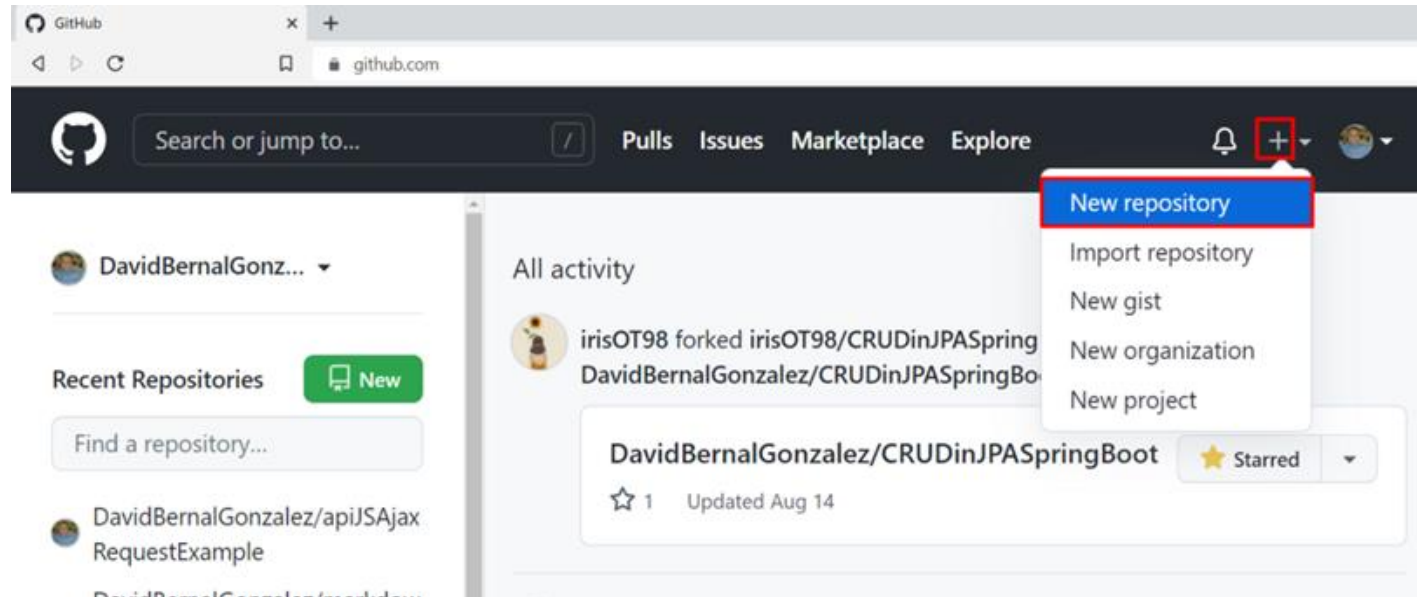 GitHub
github.com
Search or jump to... / Pulls Issues Marketplace Explore
New repository
Import repository
New gist
New organization
New project
DavidBernalGonz...
Recent Repositories New
Find a repository...
DavidBernalGonzalez/apiJSAjax
RequestExample
All activity
irisOT98 forked irisOT98/CRUDinJPASpring
DavidBernalGonzalez/CRUDinJPASpringBo
DavidBernalGonzalez/CRUDinJPASpringBoot Starred
1 Updated Aug 14